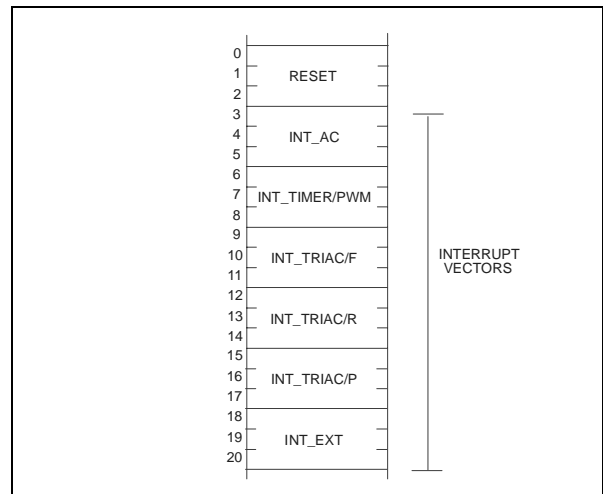 0
1
RESET
2
3
4
INT_AC
5
6
7
INT_TIMER/PWM
8
9
10
INT_TRIAC/F
11
12
13
INT_TRIAC/R
14
15
16
INT_TRIAC/P
17
18
19
INT_EXT
20
INTERRUPT
VECTORS